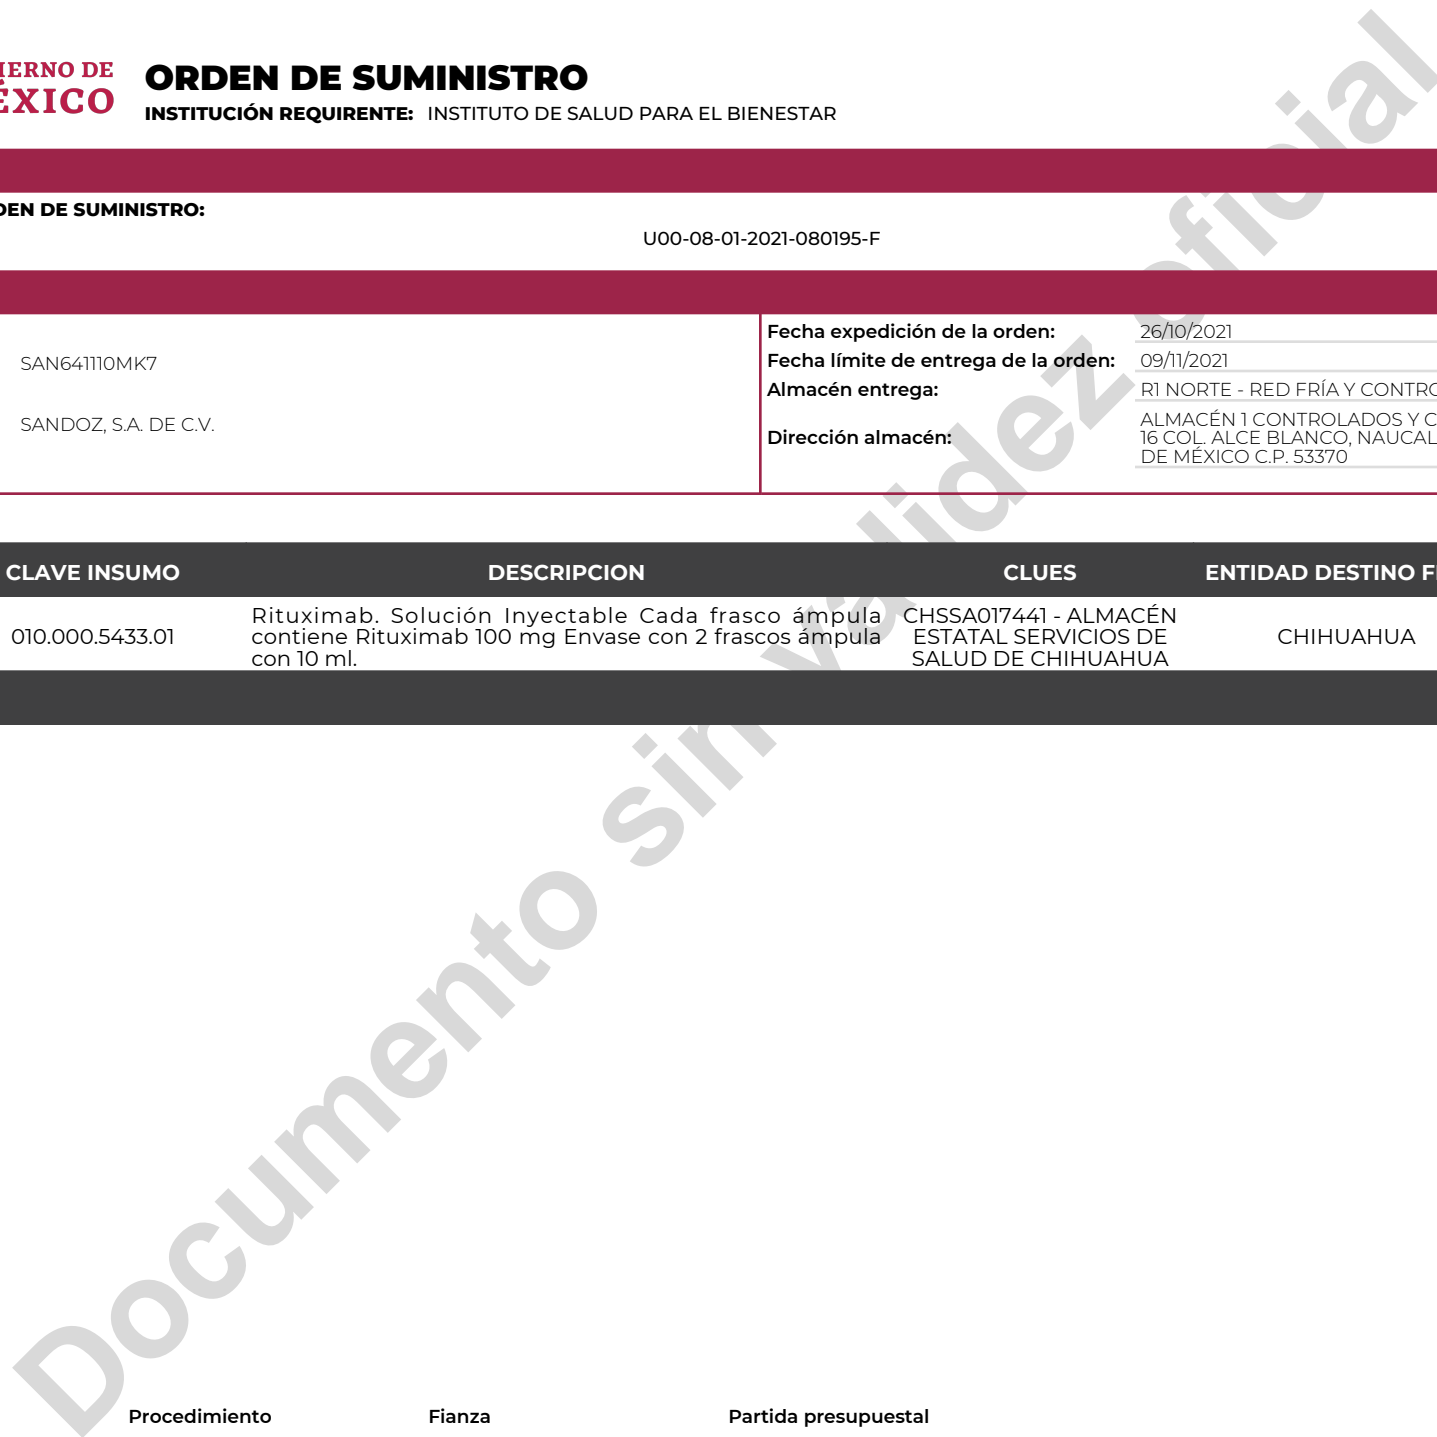 IERNO DE
ÉXICO
ORDEN DE SUMINISTRO
INSTITUCIÓN REQUIRENTE: INSTITUTO DE SALUD PARA EL BIENESTAR
DEN DE SUMINISTRO:
U00-08-01-2021-080195-F
SAN641110MK7
SANDOZ, S.A. DE C.V.
Fecha expedición de la orden: 26/10/2021
Fecha límite de entrega de la orden: 09/11/2021
Almacén entrega: R1 NORTE - RED FRÍA Y CONTRO
Dirección almacén: ALMACÉN 1 CONTROLADOS Y C
16 COL. ALCE BLANCO, NAUCAL
DE MÉXICO C.P. 53370
CLAVE INSUMO DESCRIPCION CLUES ENTIDAD DESTINO F
010.000.5433.01
Rituximab. Solución Inyectable Cada frasco ámpula
contiene Rituximab 100 mg Envase con 2 frascos ámpula
con 10 ml.
CHSSA017441 - ALMACÉN
ESTATAL SERVICIOS DE
SALUD DE CHIHUAHUA
CHIHUAHUA
Documento sin validez oficial
Procedimiento Fianza Partida presupuestal